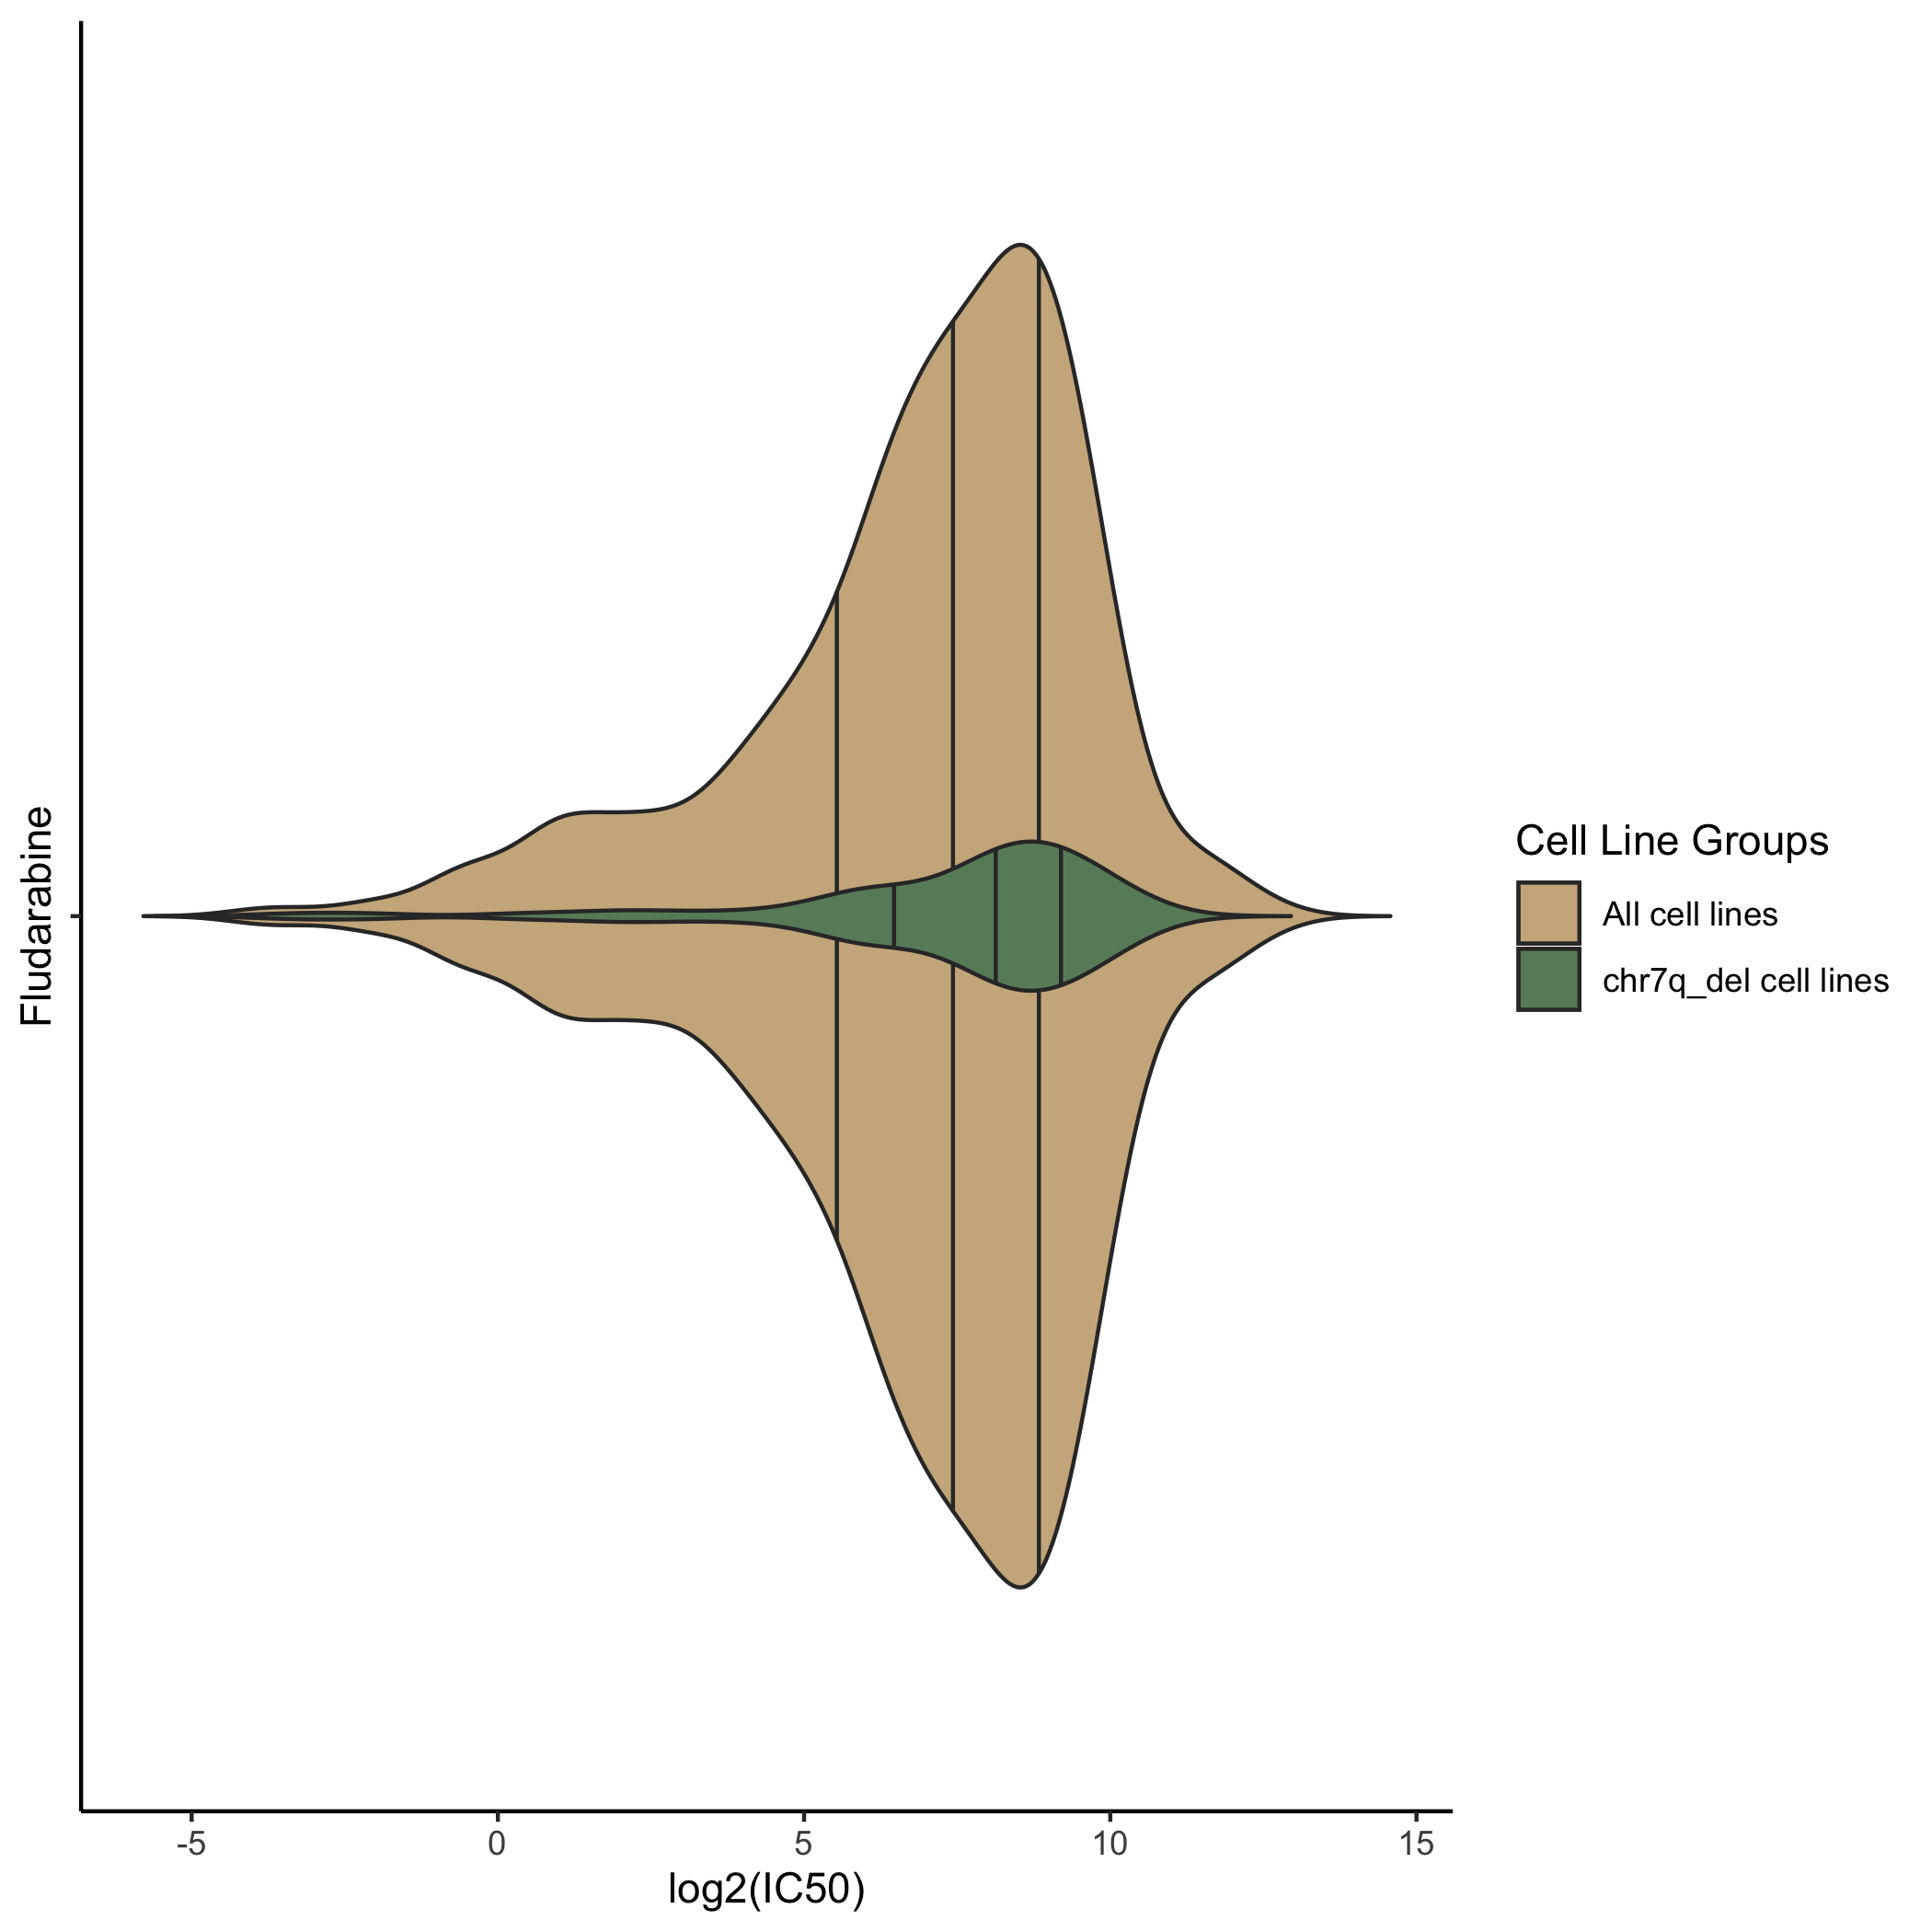 Fludarabine
-5
0
5
10
15
log2(IC50)
Cell Line Groups
All cell lines
chr7q_del cell lines